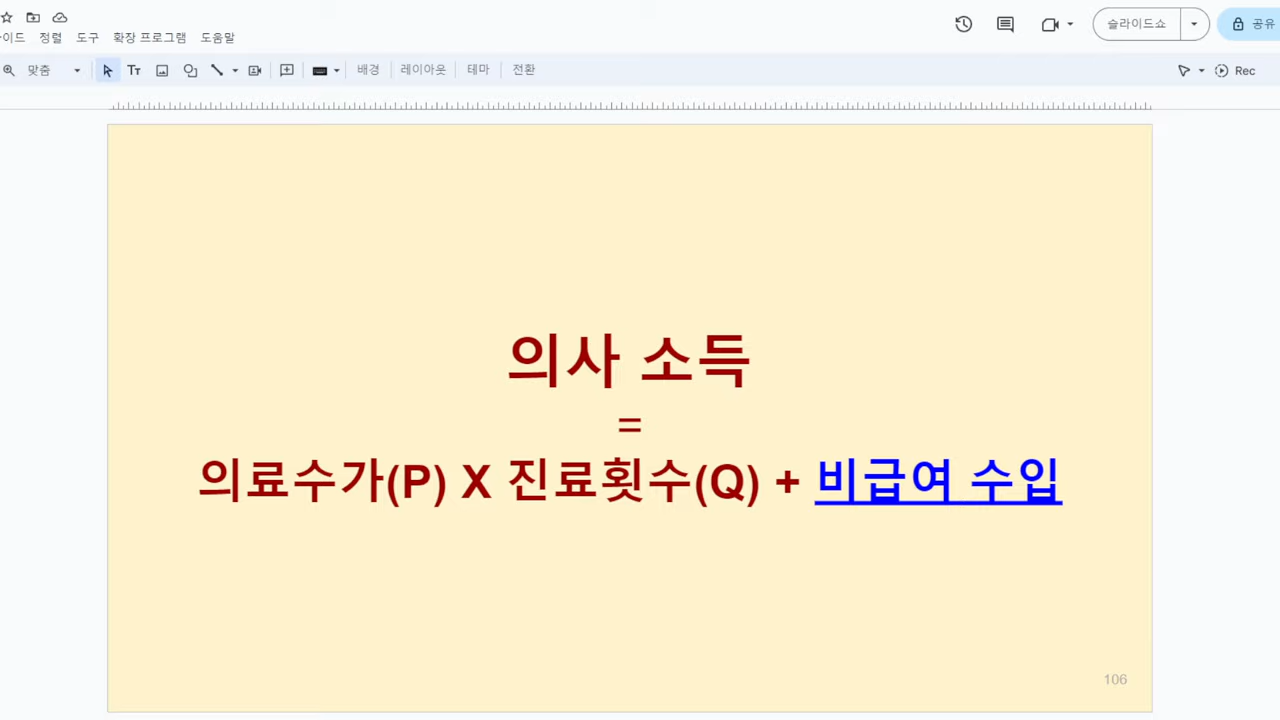 이드 정렬 도구 확장 프로그램 도움말
슬라이드쇼
공유
맞춤
Tт
배경
레이아웃
테마
전환
Rec
의사 소득
=
의료수가(P) X 진료횟수(Q) + 비급여 수입
106